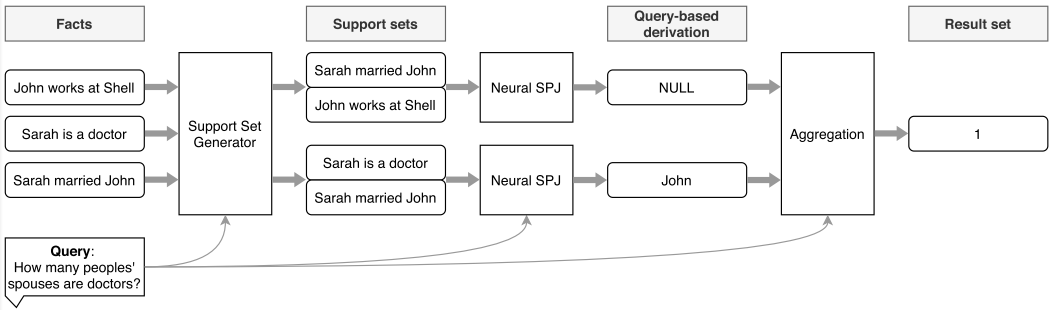 Facts
Support sets
Query-based
derivation
Result set
John works at Shell
Sarah is a doctor
Sarah married John
Support Set
Generator
Sarah married John
John works at Shell
Sarah is a doctor
Sarah married John
Neural SPJ
Neural SPJ
NULL
John
Aggregation
1
Query:
How many peoples'
spouses are doctors?